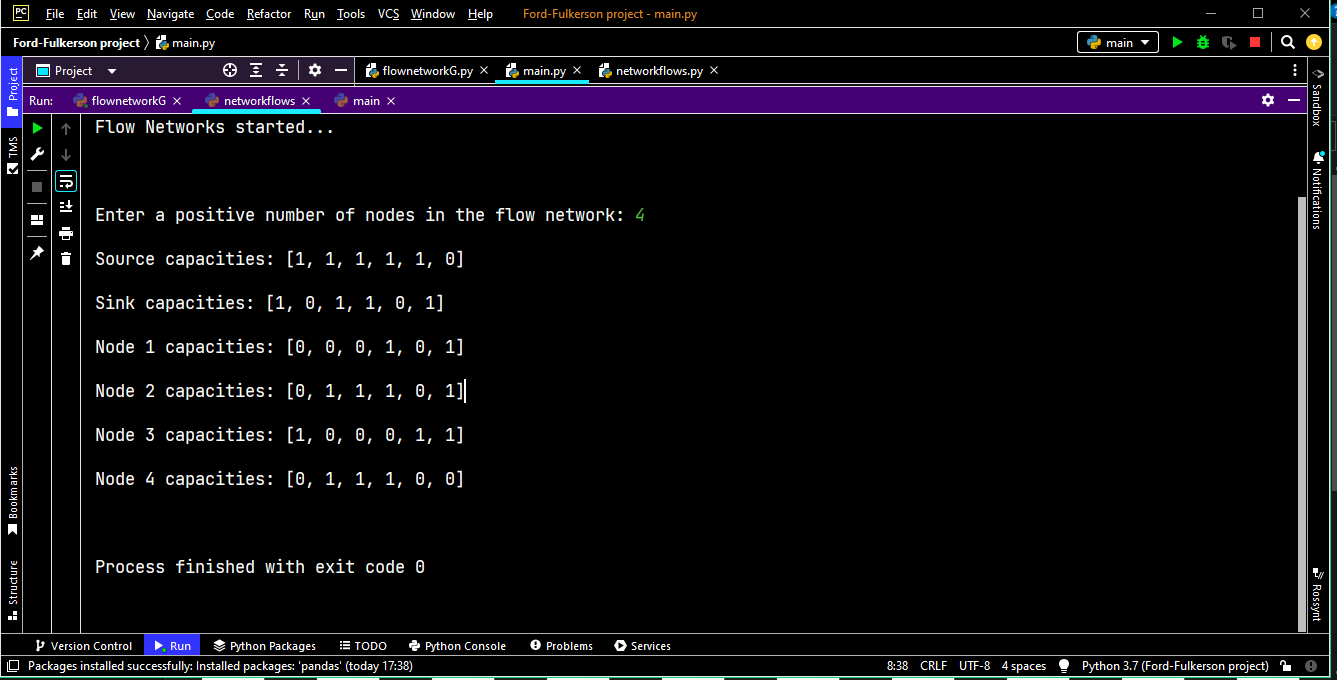 PC File Edit View Navigate Code Refactor Run Tools VCS Window Help Ford-Fulkerson project - main.py
Ford-Fulkerson project main.py main
Project flownetworkG.py main.py networkflows.py
Run: flownetworkG networkflows main
Project
TMS
Bookmarks
Structure
Flow Networks started...
Enter a positive number of nodes in the flow network: 4
Source capacities: [1, 1, 1, 1, 1, 0]
Sink capacities: [1, 0, 1, 1, 0, 1]
Node 1 capacities: [0, 0, 0, 1, 0, 1]
Node 2 capacities: [0, 1, 1, 1, 0, 1]
Node 3 capacities: [1, 0, 0, 0, 1, 1]
Node 4 capacities: [0, 1, 1, 1, 0, 0]
Process finished with exit code 0
Sandbox
Notifications
Rossynt
Version Control Run Python Packages TODO Python Console Problems Services
Packages installed successfully: Installed packages: 'pandas' (today 17:38) 8:38 CRLF UTF-8 4 spaces Python 3.7 (Ford-Fulkerson project)